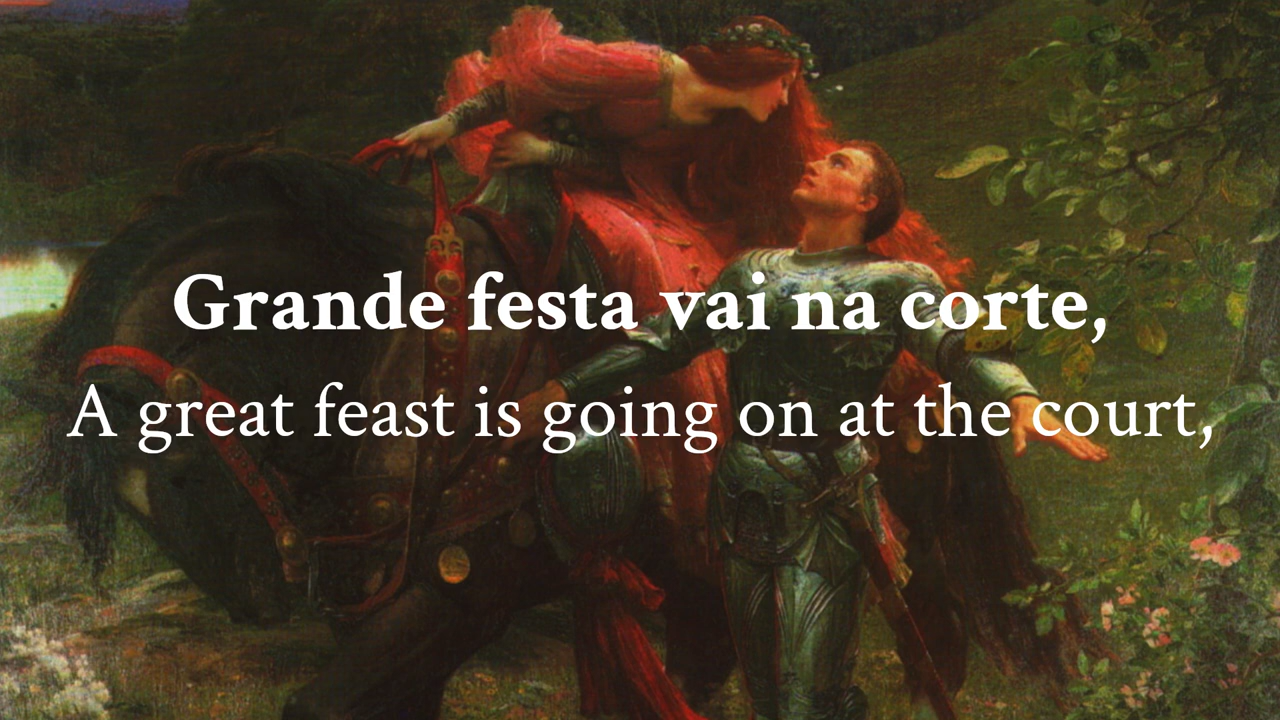 Grande festa vai na corte,
A great feast is going on at the court,